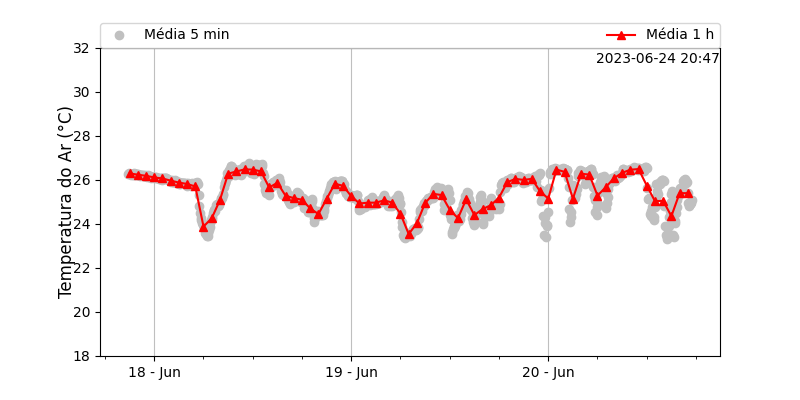 Média 5 min
Média 1 h
2023-06-24 20:47
Temperatura do Ar (°C)
32
30
28
26
24
22
20
18
18 - Jun
19 - Jun
20 - Jun